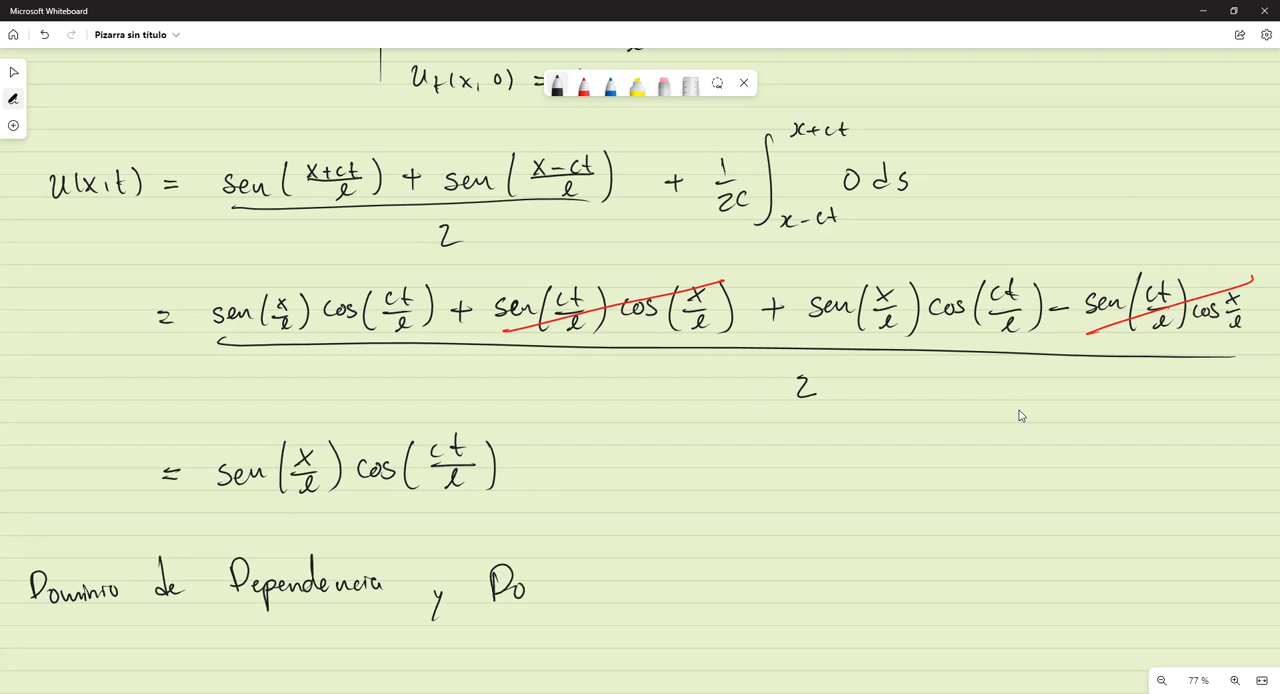 Microsoft Whiteboard
Pizarra sin título
u_t(x, 0) =
u(x,t) = (sen((x+ct)/l) + sen((x-ct)/l))/2 + 1/2c ∫_{x-ct}^{x+ct} 0 ds
= (sen(x/l) cos(ct/l) + sen(ct/l) cos(x/l) + sen(x/l) cos(ct/l) - sen(ct/l) cos x/l)/2
= sen(x/l) cos(ct/l)
Dominio de Dependencia y Do
77 %